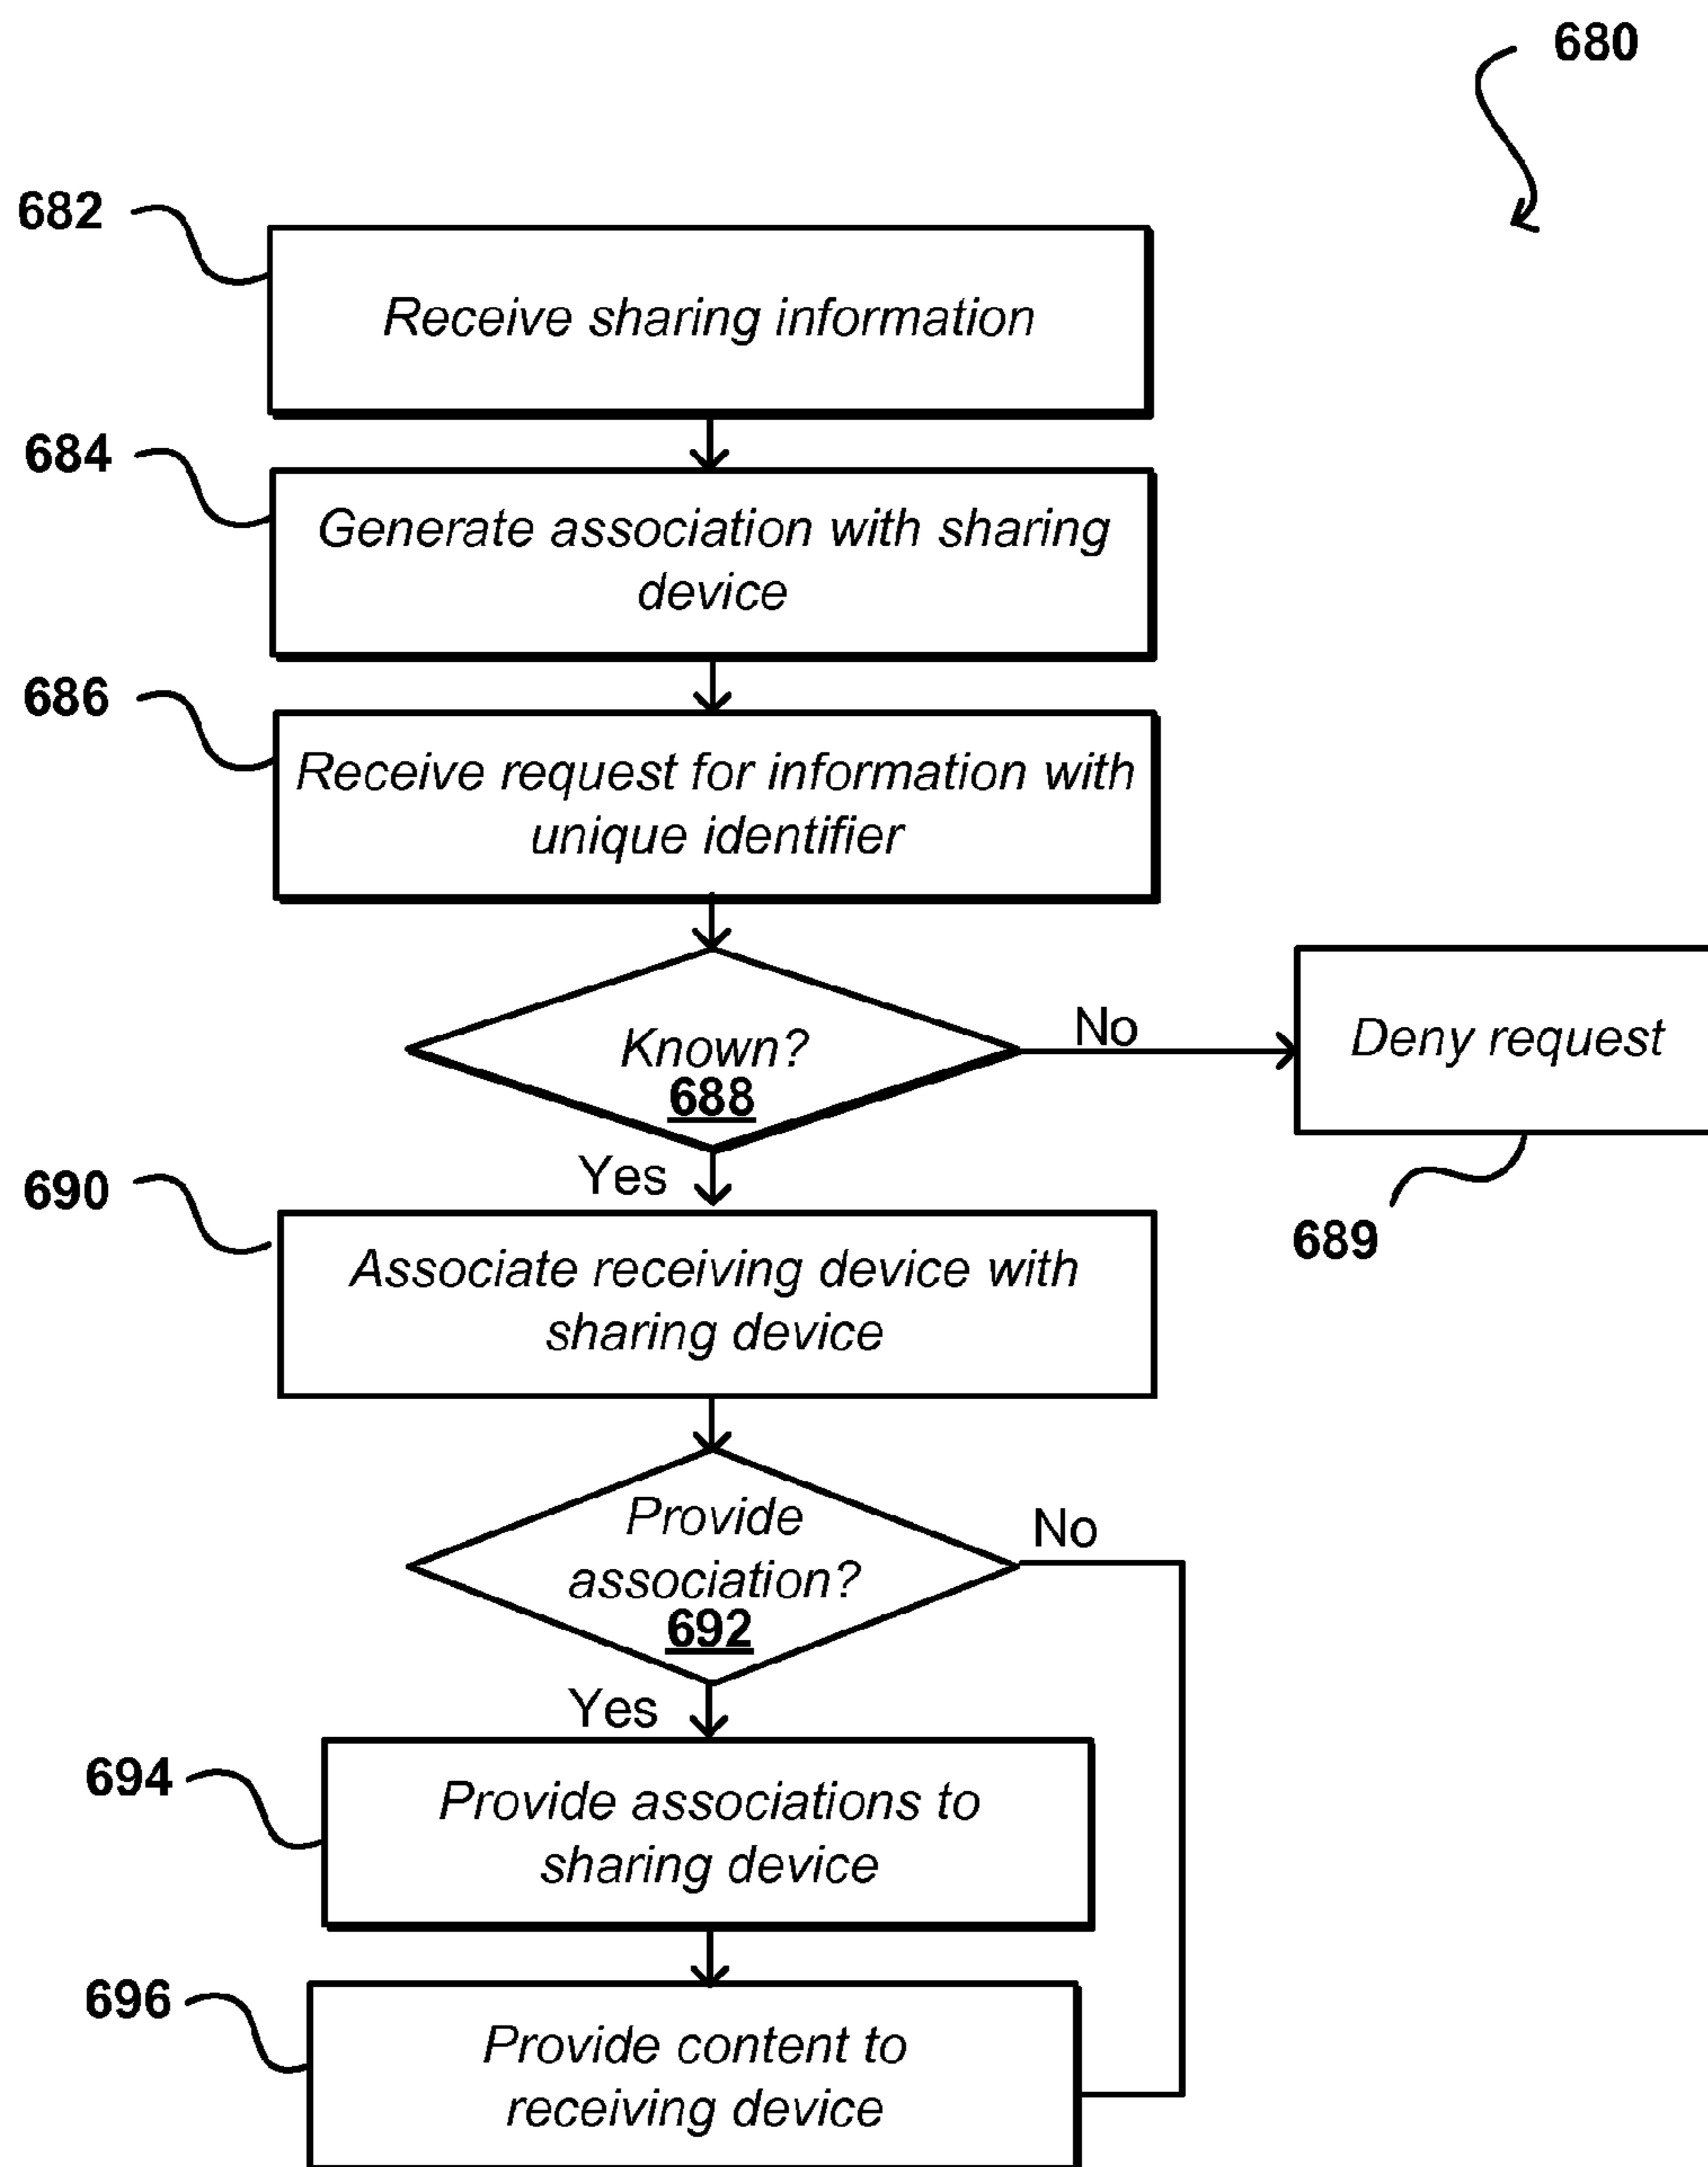 680
682
Receive sharing information
684
Generate association with sharing
device
686
Receive request for information with
unique identifier
Known?
688
No
Deny request
689
Yes
690
Associate receiving device with
sharing device
Provide
association?
692
No
Yes
694
Provide associations to
sharing device
696
Provide content to
receiving device